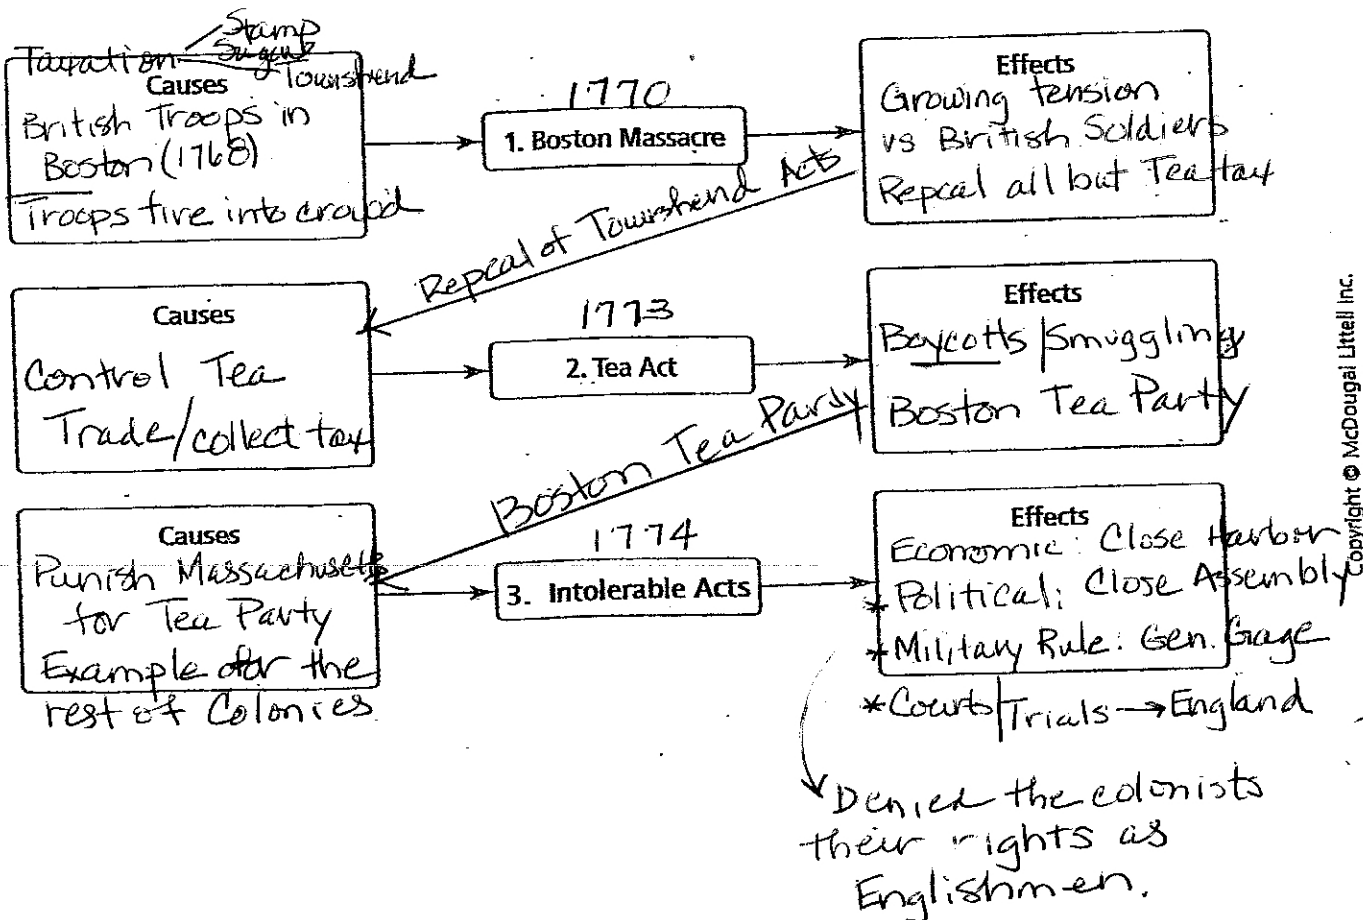 Taxation
Stamp
Sugar
Townshend
Causes
British Troops in
Boston (1768)
Troops fire into crowd
1770
1. Boston Massacre
Effects
Growing tension
vs British Soldiers
Repeal all but Tea tax
Repeal of Townshend Acts
Causes
Control Tea
Trade/collect tax
1773
2. Tea Act
Effects
Boycotts/Smuggling
Boston Tea Party
Boston Tea Party
Causes
Punish Massachusetts
for Tea Party
Example for the
rest of Colonies
1774
3. Intolerable Acts
Effects
Economic: Close Harbor
* Political: Close Assembly
* Military Rule: Gen. Gage
* Courts/Trials → England
Denied the colonists
their rights as
Englishmen.
Copyright © McDougal Littell Inc.